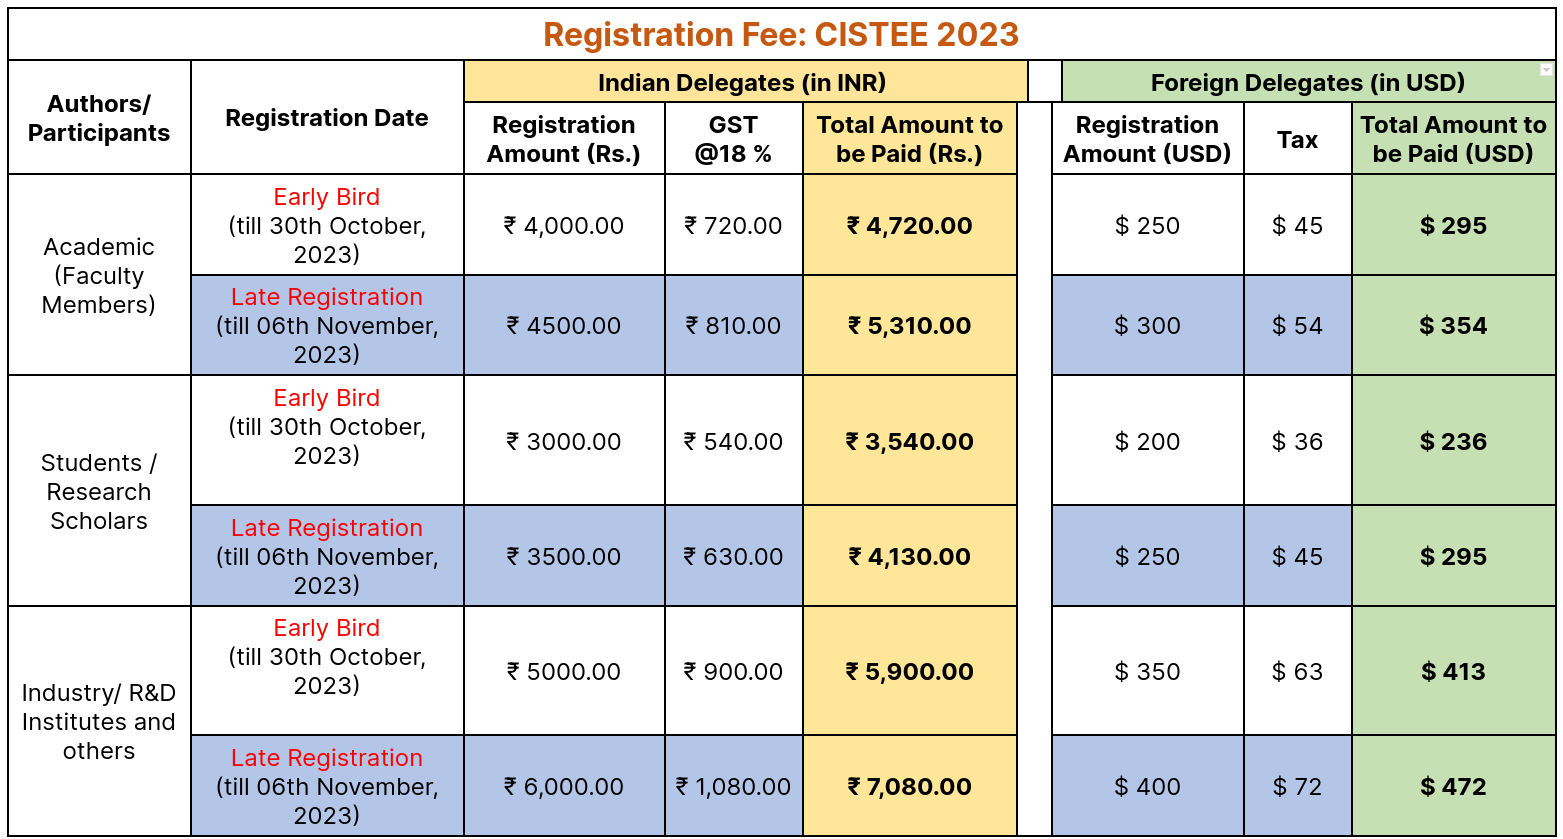 Registration Fee: CISTEE 2023
Authors/
Participants
Registration Date
Indian Delegates (in INR)
Foreign Delegates (in USD)
Registration
Amount (Rs.)
GST
@18 %
Total Amount to
be Paid (Rs.)
Registration
Amount (USD)
Tax
Total Amount to
be Paid (USD)
Academic
(Faculty
Members)
Early Bird
(till 30th October,
2023)
₹ 4,000.00
₹ 720.00
₹ 4,720.00
$ 250
$ 45
$ 295
Late Registration
(till 06th November,
2023)
₹ 4500.00
₹ 810.00
₹ 5,310.00
$ 300
$ 54
$ 354
Students /
Research
Scholars
Early Bird
(till 30th October,
2023)
₹ 3000.00
₹ 540.00
₹ 3,540.00
$ 200
$ 36
$ 236
Late Registration
(till 06th November,
2023)
₹ 3500.00
₹ 630.00
₹ 4,130.00
$ 250
$ 45
$ 295
Industry/ R&D
Institutes and
others
Early Bird
(till 30th October,
2023)
₹ 5000.00
₹ 900.00
₹ 5,900.00
$ 350
$ 63
$ 413
Late Registration
(till 06th November,
2023)
₹ 6,000.00
₹ 1,080.00
₹ 7,080.00
$ 400
$ 72
$ 472